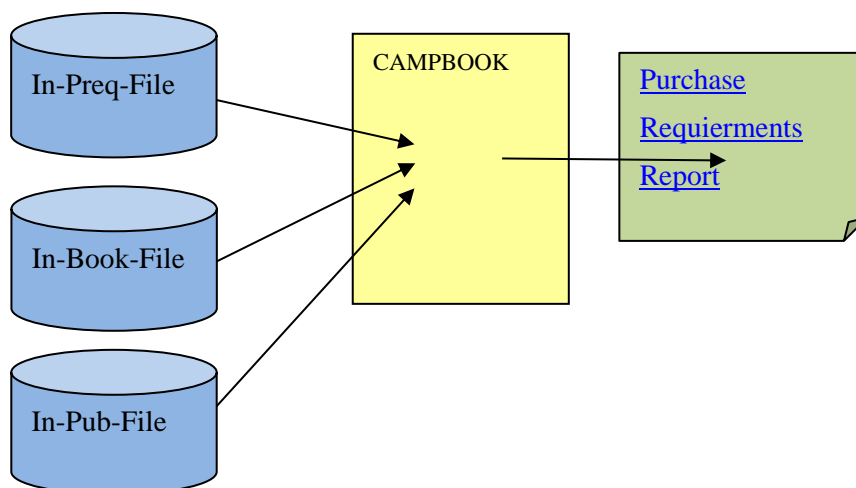 In-Preq-File
CAMPBOOK
Purchase
Requierments
Report
In-Book-File
In-Pub-File